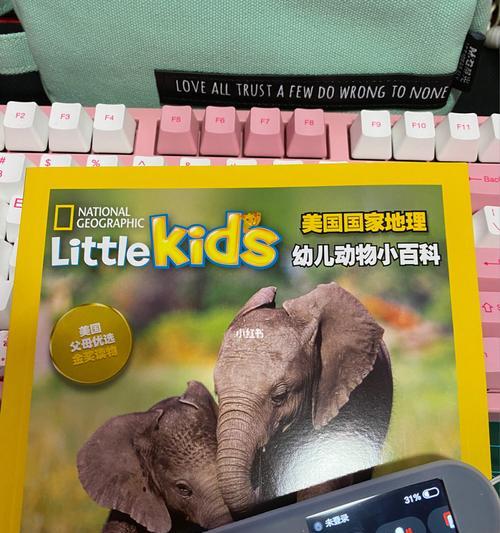 LOVE ALL TRUST A FEW DO WRONG TO NONE
M&G
F2
F3
F4
F5
F6
F7
F8
F9
F10
F11
#
3
$
%
^
Back
E
NATIONAL
GEOGRAPHIC
Little kids
美国国家地理
幼儿动物小百科
美国
父母优选
金奖读物
小红书
31%
未登录